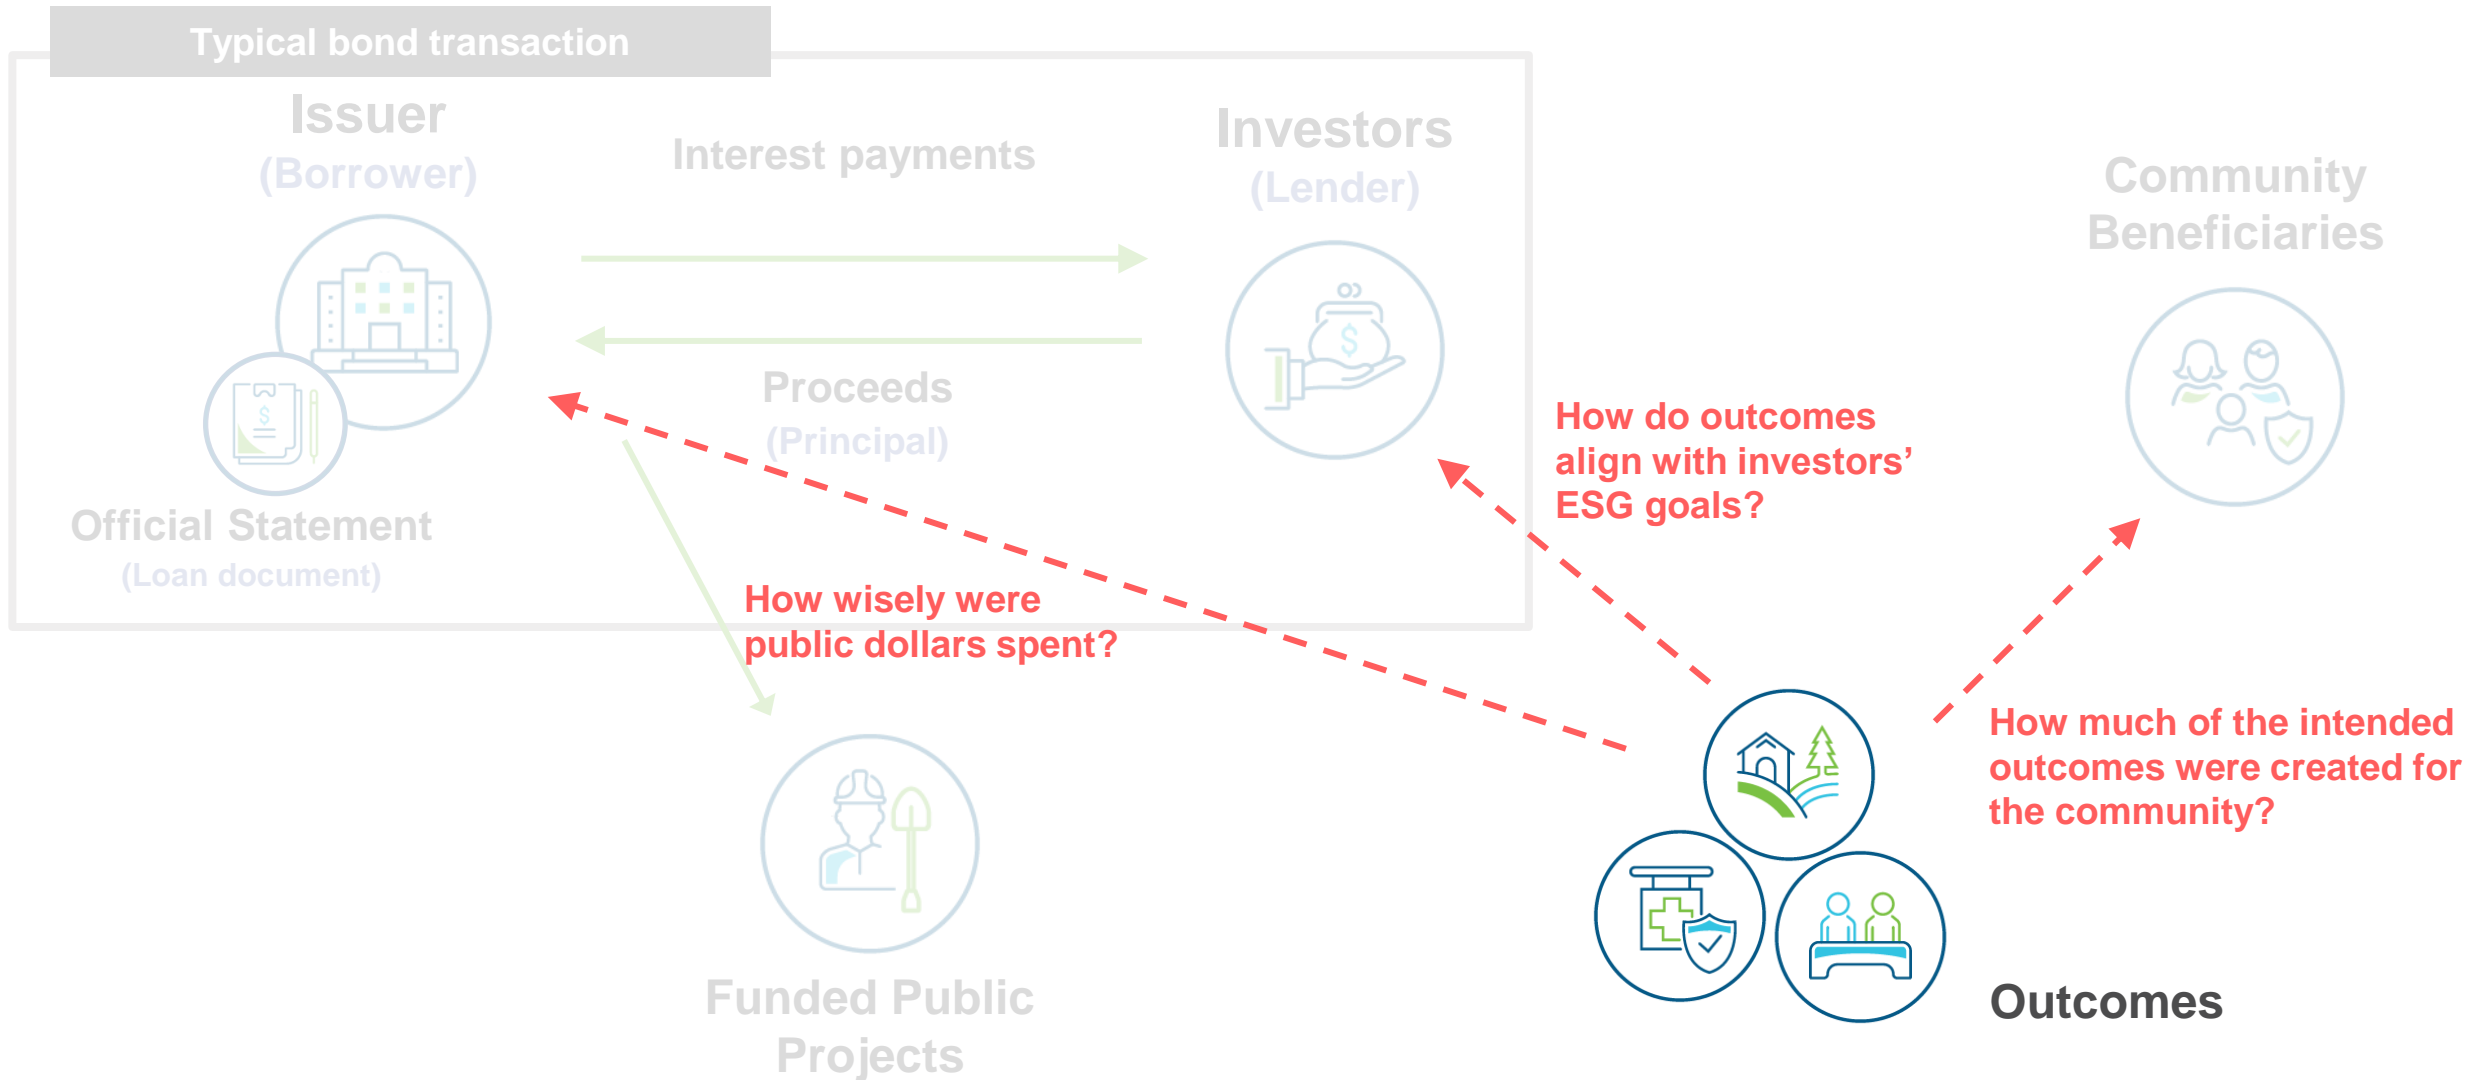 Typical bond transaction
Issuer
(Borrower)
Interest payments
Investors
(Lender)
Community
Beneficiaries
$
$
Proceeds
(Principal)
Official Statement
(Loan document)
How do outcomes
align with investors’
ESG goals?
How wisely were
public dollars spent?
How much of the intended
outcomes were created for
the community?
Funded Public
Projects
Outcomes